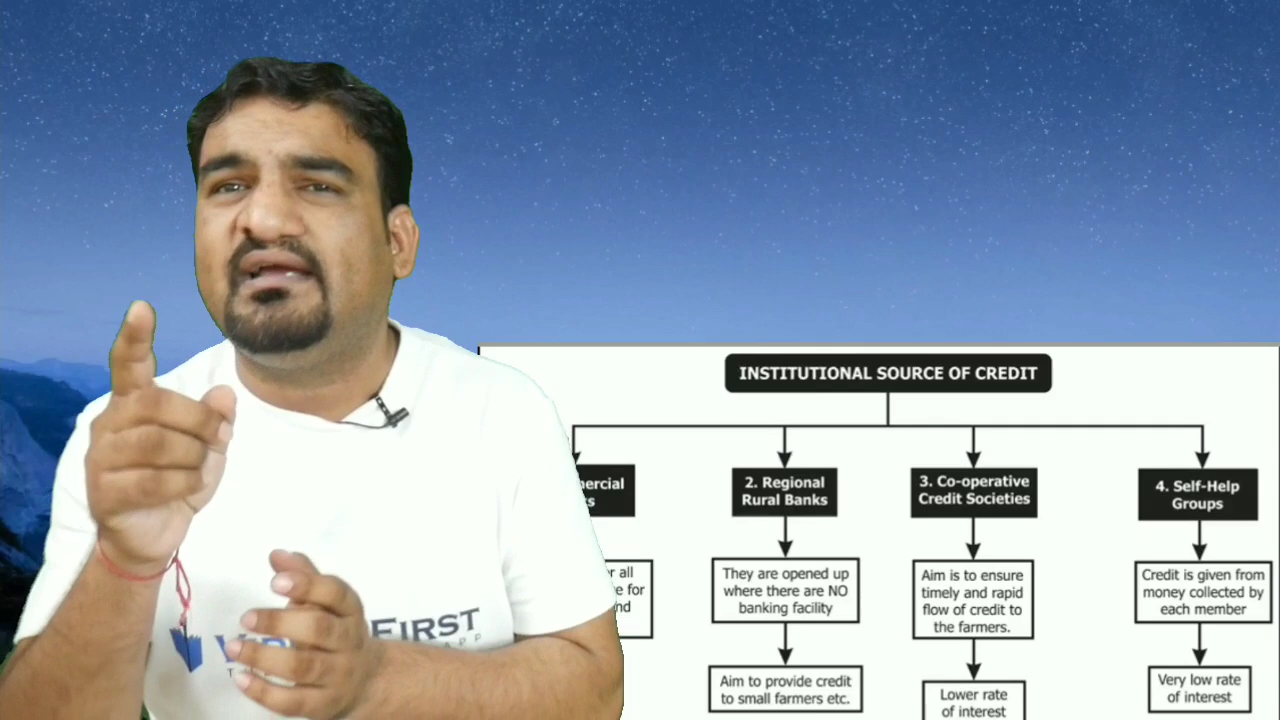 INSTITUTIONAL SOURCE OF CREDIT
2. Regional
Rural Banks
3. Co-operative
Credit Societies
4. Self-Help
Groups
They are opened up
where there are NO
banking facility
Aim is to ensure
timely and rapid
flow of credit to
the farmers.
Credit is given from
money collected by
each member
all
for
Aim to provide credit
to small farmers etc.
Lower rate
of interest
Very low rate
of interest
FIRST